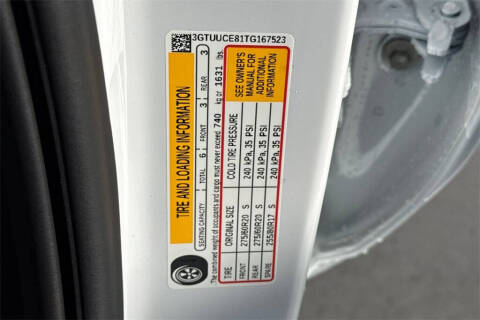 3GTUUCE81TG167523
TIRE AND LOADING INFORMATION
SEATING CAPACITY TOTAL 6 FRONT 3 REAR 3
The combined weight of occupants and cargo must never exceed 740 kg or 1631 lbs.
TIRE ORIGINAL SIZE COLD TIRE PRESSURE
FRONT 275/60R20 S 240 kPa, 35 PSI
REAR 275/60R20 S 240 kPa, 35 PSI
SPARE 255/80R17 S 240 kPa, 35 PSI
SEE OWNER'S
MANUAL FOR
ADDITIONAL
INFORMATION